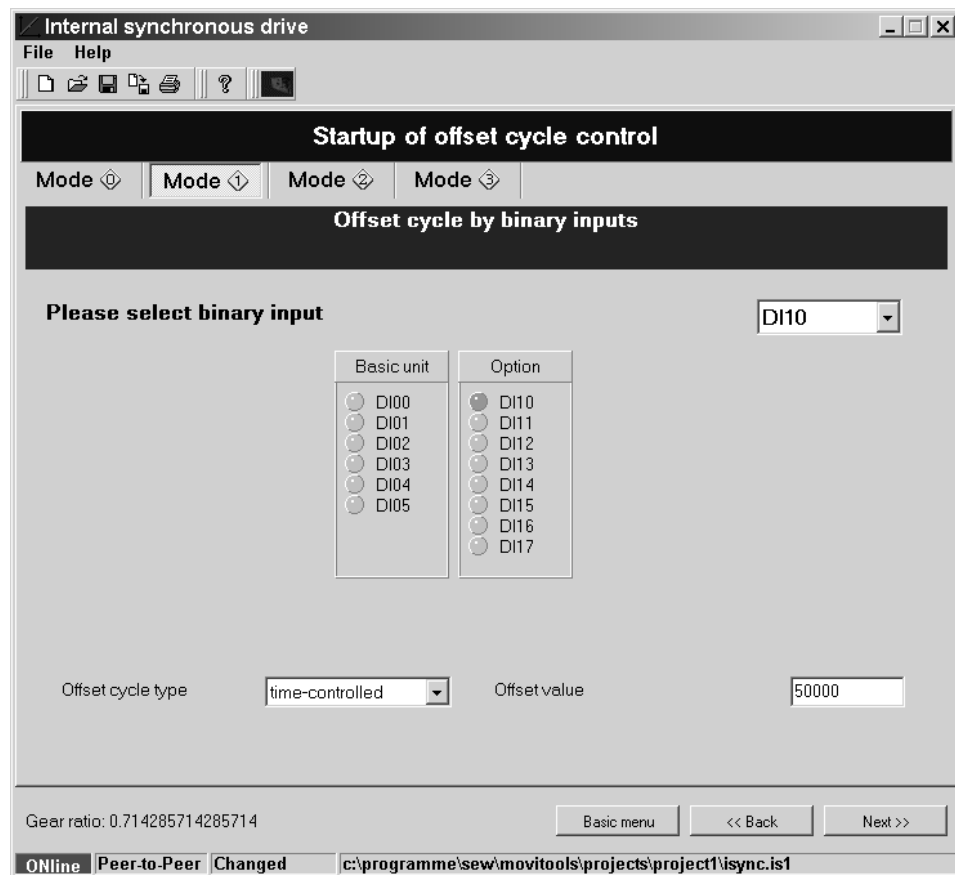 Internal synchronous drive
File Help
Startup of offset cycle control
Mode 0 Mode 1 Mode 2 Mode 3
Offset cycle by binary inputs
Please select binary input DI10
Basic unit Option
DI00 DI10
DI01 DI11
DI02 DI12
DI03 DI13
DI04 DI14
DI05 DI15
DI16
DI17
Offset cycle type time-controlled Offset value 50000
Gear ratio: 0.714285714285714 Basic menu << Back Next >>
ONline Peer-to-Peer Changed c:\programme\sew\movitools\projects\project1\isync.is1